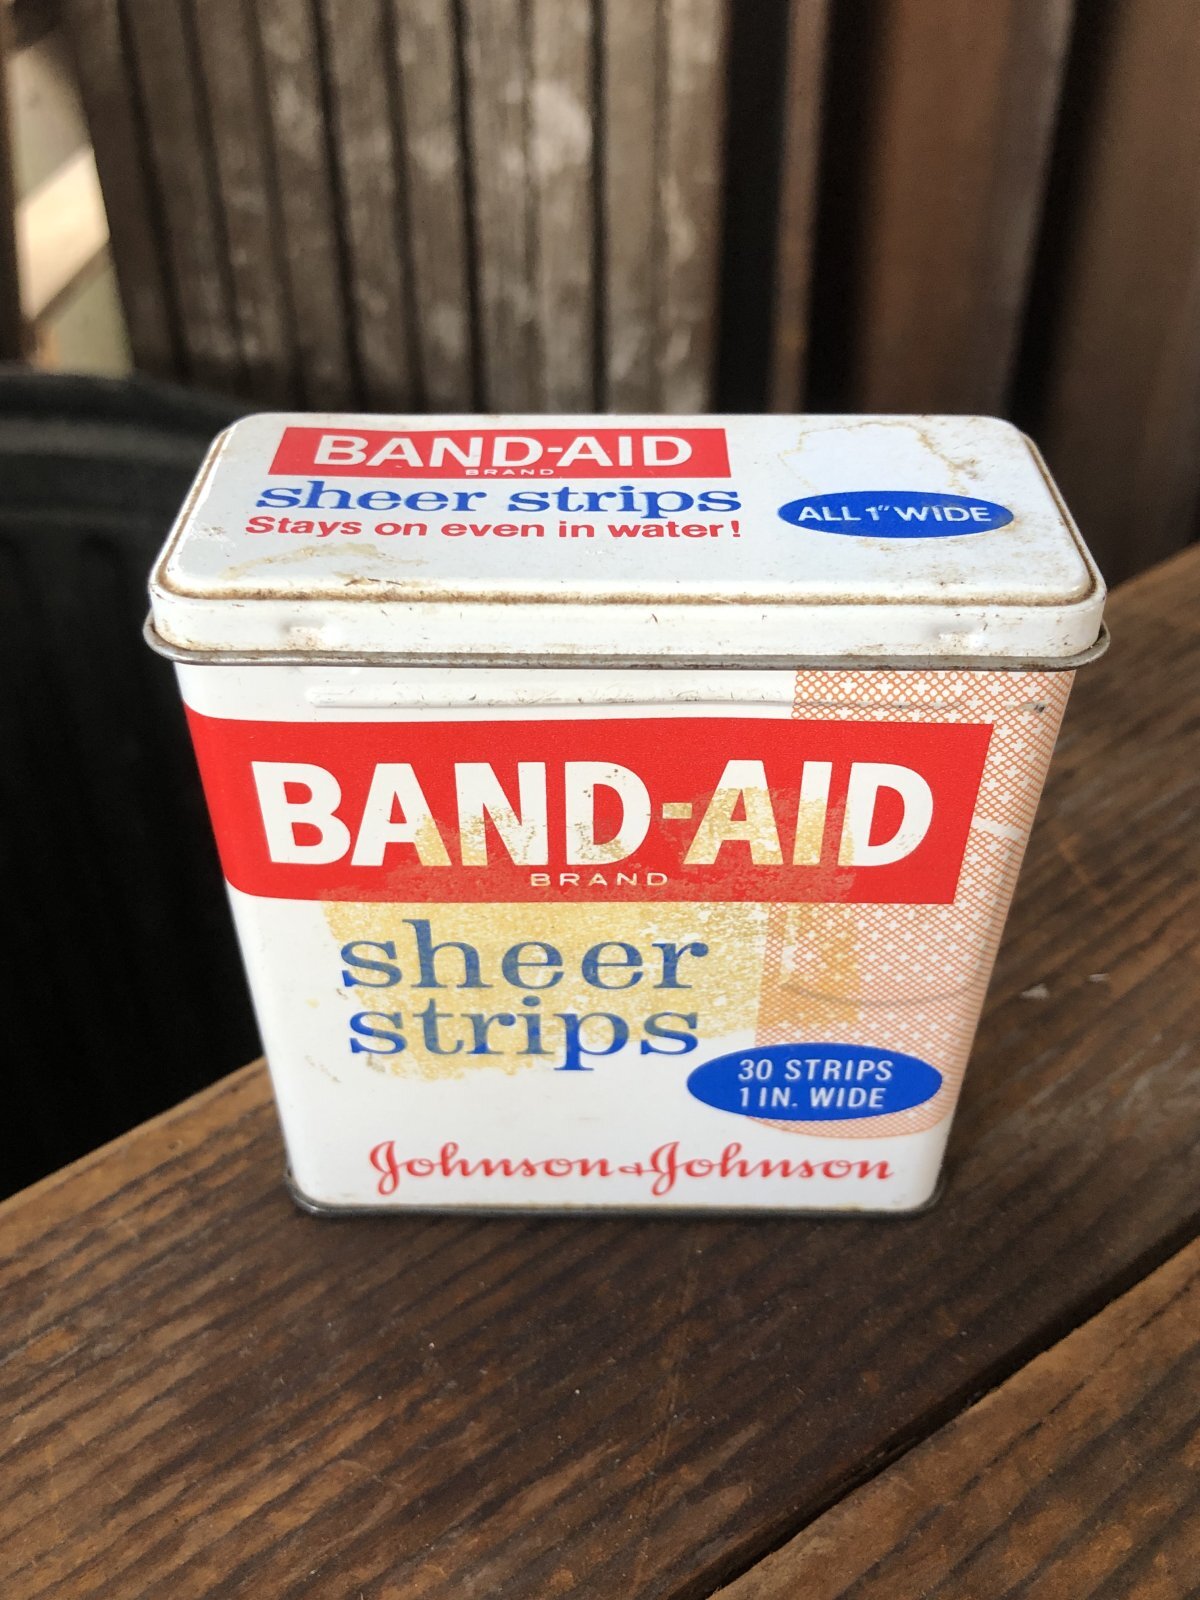 BAND-AID
BRAND
sheer strips
Stays on even in water!
ALL 1" WIDE
BAND-AID
BRAND
sheer
strips
30 STRIPS
1 IN. WIDE
Johnson & Johnson